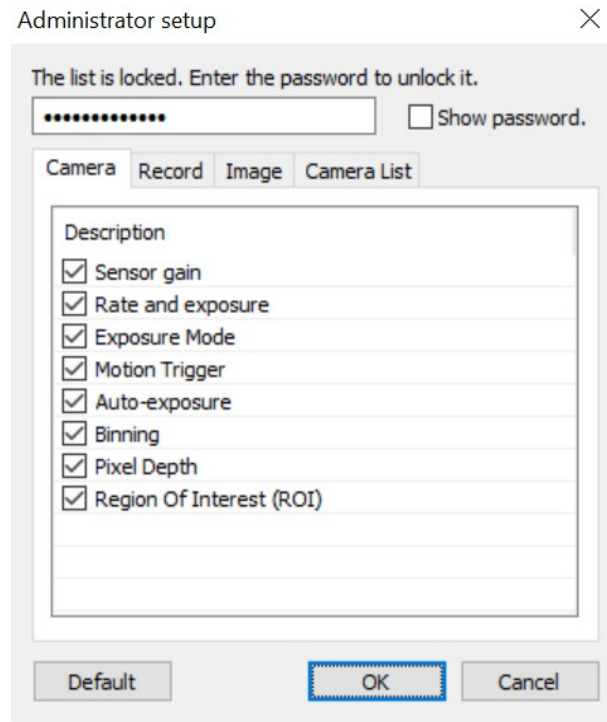 Administrator setup
The list is locked. Enter the password to unlock it.
•••••••••••••
Show password.
Camera Record Image Camera List
Description
Sensor gain
Rate and exposure
Exposure Mode
Motion Trigger
Auto-exposure
Binning
Pixel Depth
Region Of Interest (ROI)
Default OK Cancel